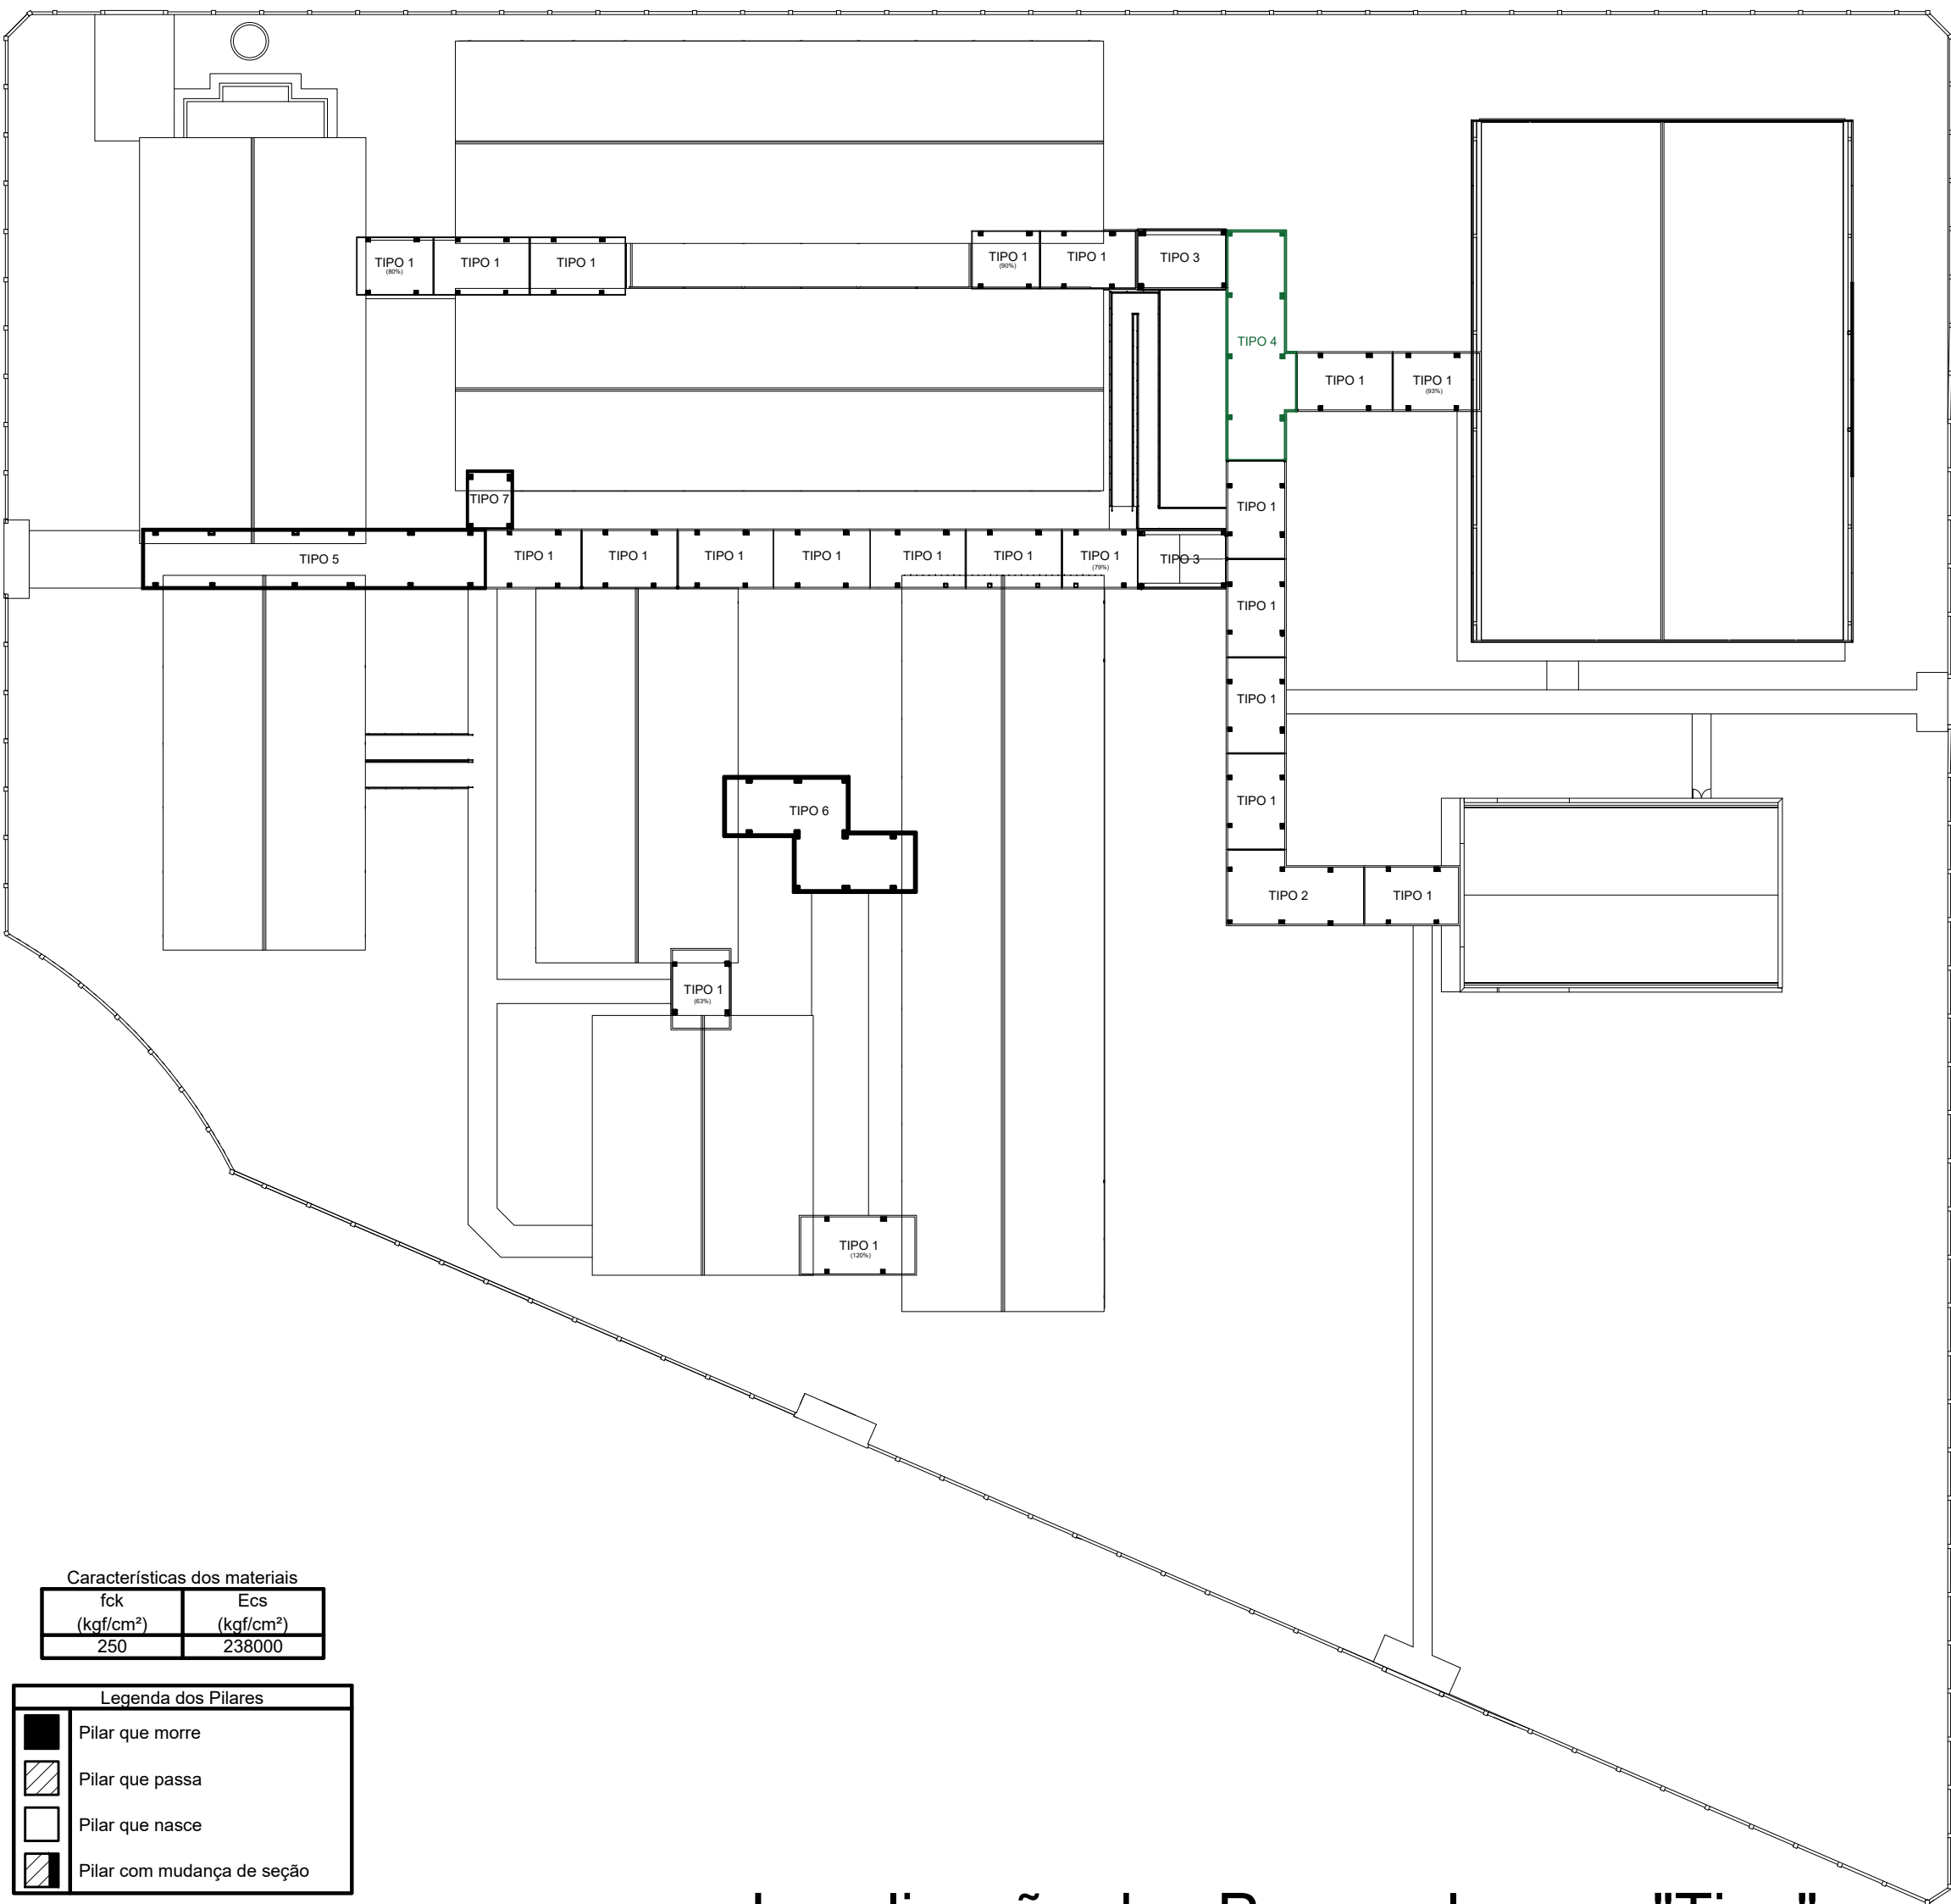 TIPO 1
(80%)
TIPO 1
TIPO 1
TIPO 1
(90%)
TIPO 1
TIPO 3
TIPO 4
TIPO 1
TIPO 1
(93%)
TIPO 7
TIPO 1
TIPO 5
TIPO 1
TIPO 1
TIPO 1
TIPO 1
TIPO 1
TIPO 1
TIPO 1
(79%)
TIPO 3
TIPO 1
TIPO 1
TIPO 1
TIPO 6
TIPO 2
TIPO 1
TIPO 1
(63%)
TIPO 1
(120%)
Características dos materiais
fck
(kgf/cm²)
Ecs
(kgf/cm²)
250
238000
Legenda dos Pilares
Pilar que morre
Pilar que passa
Pilar que nasce
Pilar com mudança de seção